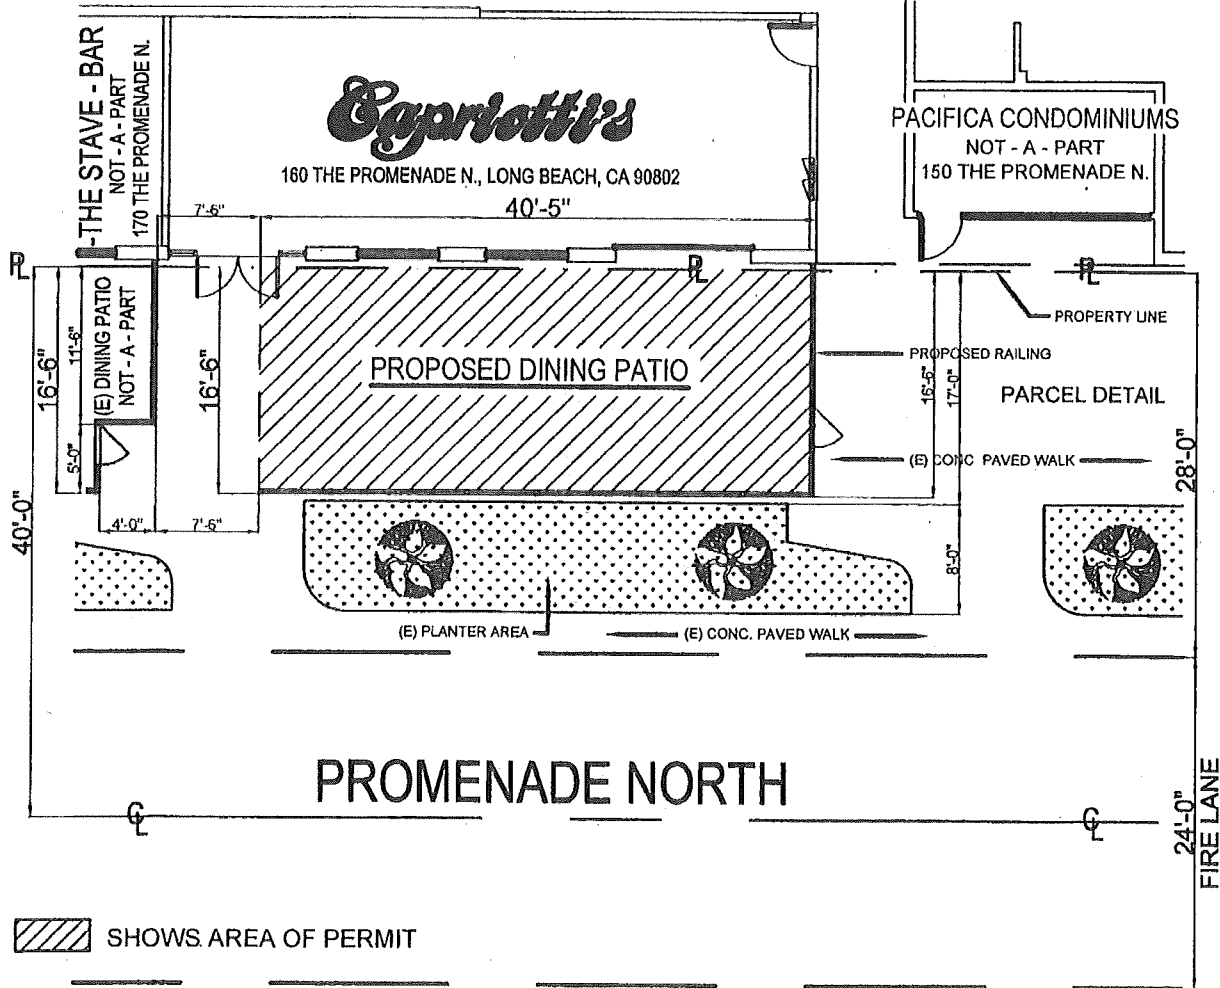 -THE STAVE - BAR
NOT - A - PART
170 THE PROMENADE N.
Capriotti's
160 THE PROMENADE N., LONG BEACH, CA 90802
PACIFICA CONDOMINIUMS
NOT - A - PART
150 THE PROMENADE N.
7'-6"
40'-5"
PL
PL
PL
PROPERTY LINE
(E) DINING PATIO
NOT - A - PART
16'-6"
11'-6"
16'-6"
PROPOSED DINING PATIO
PROPOSED RAILING
16'-6"
17'-0"
PARCEL DETAIL
5'-0"
(E) CONC PAVED WALK
28'-0"
40'-0"
4'-0"
7'-6"
8'-0"
(E) PLANTER AREA
(E) CONC. PAVED WALK
PROMENADE NORTH
CL
CL
24'-0"
FIRE LANE
SHOWS AREA OF PERMIT